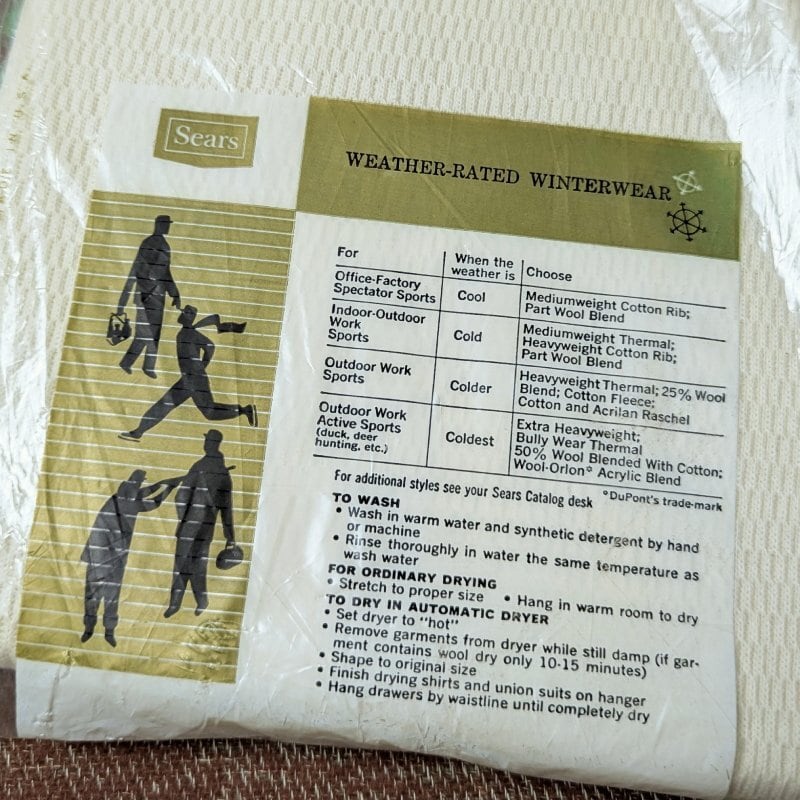 Sears
WEATHER-RATED WINTERWEAR
For
When the
weather is
Choose
Office-Factory
Spectator Sports
Cool
Mediumweight Cotton Rib;
Part Wool Blend
Indoor-Outdoor
Work
Sports
Cold
Mediumweight Thermal;
Heavyweight Cotton Rib;
Part Wool Blend
Outdoor Work
Sports
Colder
Heavyweight Thermal; 25% Wool
Blend; Cotton Fleece;
Cotton and Acrilan Raschel
Outdoor Work
Active Sports
(duck, deer
hunting, etc.)
Coldest
Extra Heavyweight;
Bully Wear Thermal
50% Wool Blended With Cotton;
Wool-Orlon* Acrylic Blend
For additional styles see your Sears Catalog desk
*DuPont's trade-mark
TO WASH
• Wash in warm water and synthetic detergent by hand
or machine
• Rinse thoroughly in water the same temperature as
wash water
FOR ORDINARY DRYING
• Stretch to proper size • Hang in warm room to dry
TO DRY IN AUTOMATIC DRYER
• Set dryer to "hot"
• Remove garments from dryer while still damp (if gar-
ment contains wool dry only 10-15 minutes)
• Shape to original size
• Finish drying shirts and union suits on hanger
• Hang drawers by waistline until completely dry